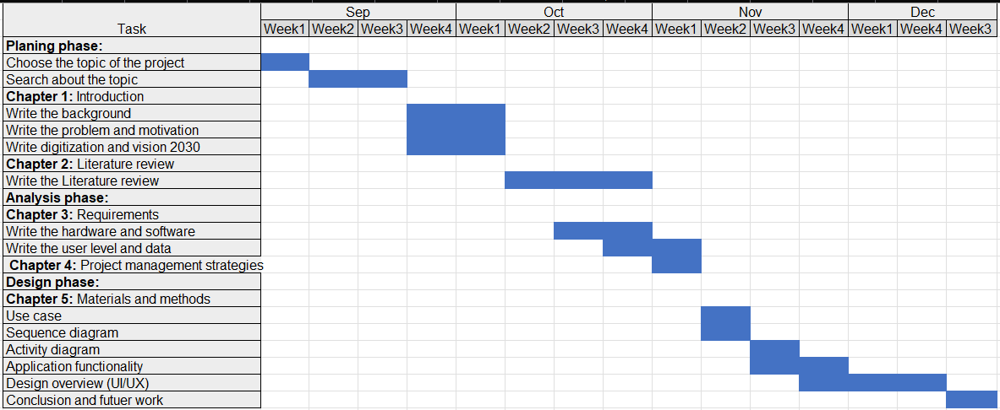 Sep Oct Nov Dec
Task Week1 Week2 Week3 Week4 Week1 Week2 Week3 Week4 Week1 Week2 Week3 Week4 Week1 Week4 Week3
Planing phase:
Choose the topic of the project
Search about the topic
Chapter 1: Introduction
Write the background
Write the problem and motivation
Write digitization and vision 2030
Chapter 2: Literature review
Write the Literature review
Analysis phase:
Chapter 3: Requirements
Write the hardware and software
Write the user level and data
Chapter 4: Project management strategies
Design phase:
Chapter 5: Materials and methods
Use case
Sequence diagram
Activity diagram
Application functionality
Design overview (UI/UX)
Conclusion and futuer work